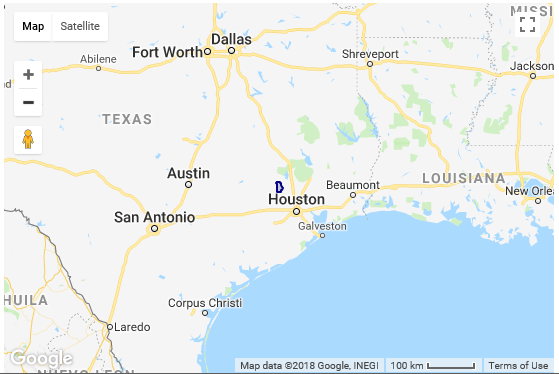 Map
Satellite
MISSI
Dallas
Fort Worth
Abilene
Shreveport
Jackson
TEXAS
Austin
LOUISIANA
Beaumont
New Orle
Houston
San Antonio
Galveston
HUILA
Corpus Christi
Laredo
Google
Map data ©2018 Google, INEGI
100 km
Terms of Use
NUEVO LEON